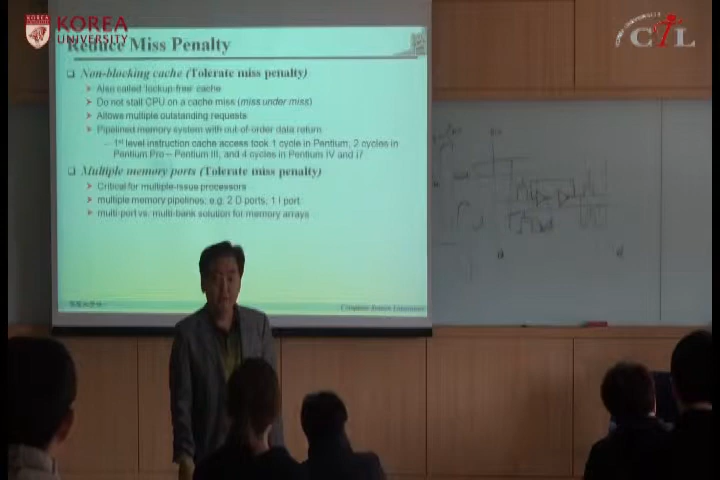 KOREA
UNIVERSITY
KOREA UNIVERSITY
CTL
Reduce Miss Penalty
Non-blocking cache (Tolerate miss penalty)
Also called 'lockup-free' cache
Do not stall CPU on a cache miss (miss under miss)
Allows multiple outstanding requests
Pipelined memory system with out-of-order data return
– 1st level instruction cache access took 1 cycle in Pentium, 2 cycles in
Pentium Pro – Pentium III, and 4 cycles in Pentium IV and i7
Multiple memory ports (Tolerate miss penalty)
Critical for multiple-issue processors
multiple memory pipelines; e.g. 2 D ports; 1 I port
multi-port vs. multi-bank solution for memory arrays
Computer System Laboratory